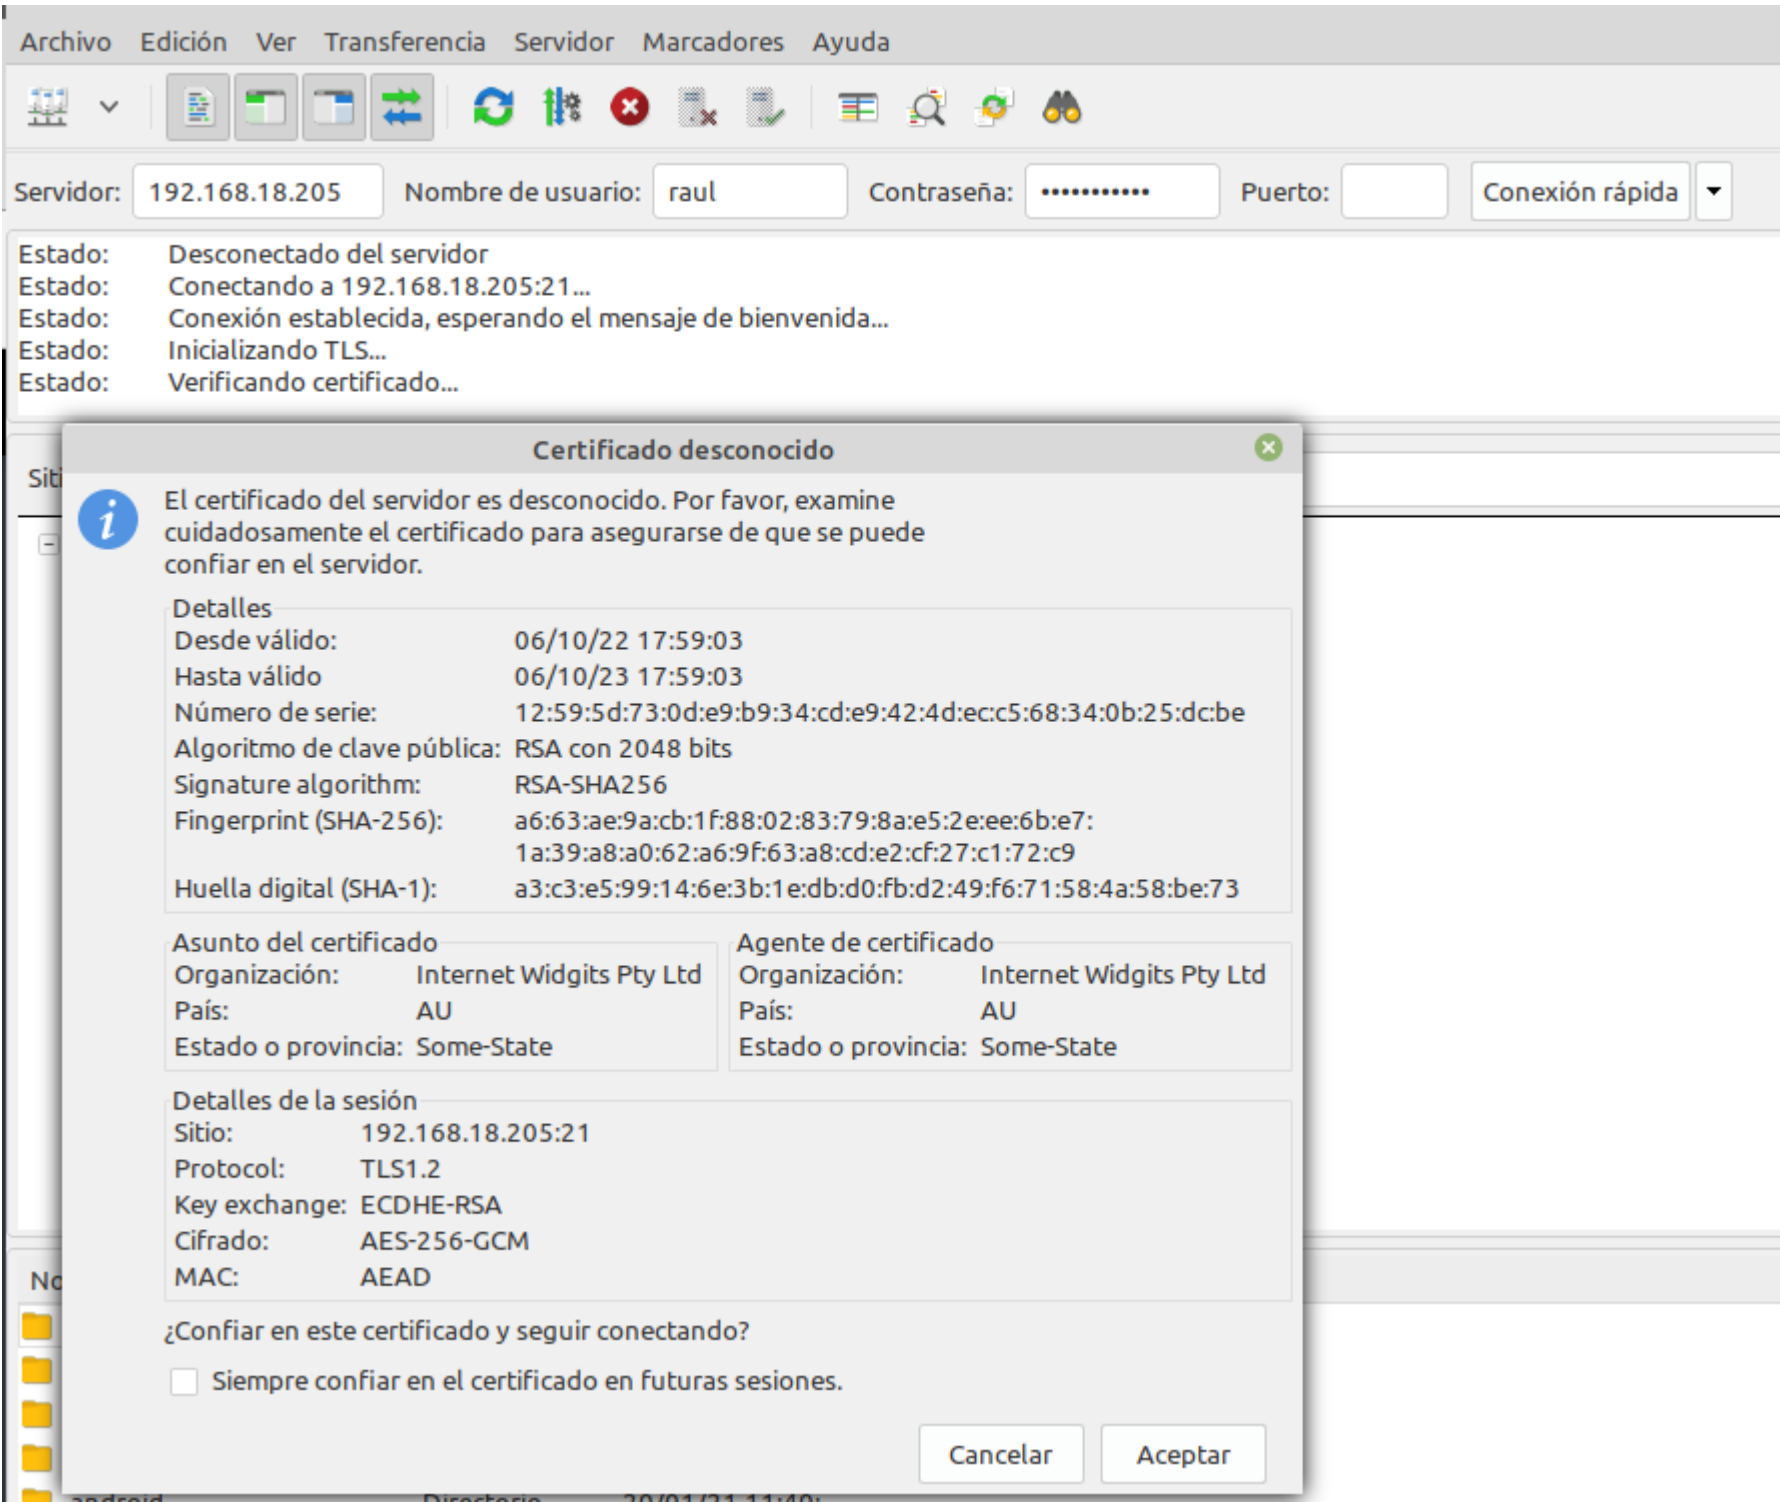 Archivo Edición Ver Transferencia Servidor Marcadores Ayuda
Servidor: 192.168.18.205 Nombre de usuario: raul Contraseña: ••••••••••• Puerto: Conexión rápida
Estado: Desconectado del servidor
Estado: Conectando a 192.168.18.205:21...
Estado: Conexión establecida, esperando el mensaje de bienvenida...
Estado: Inicializando TLS...
Estado: Verificando certificado...
Certificado desconocido
Siti
El certificado del servidor es desconocido. Por favor, examine
cuidadosamente el certificado para asegurarse de que se puede
confiar en el servidor.
Detalles
Desde válido: 06/10/22 17:59:03
Hasta válido 06/10/23 17:59:03
Número de serie: 12:59:5d:73:0d:e9:b9:34:cd:e9:42:4d:ec:c5:68:34:0b:25:dc:be
Algoritmo de clave pública: RSA con 2048 bits
Signature algorithm: RSA-SHA256
Fingerprint (SHA-256): a6:63:ae:9a:cb:1f:88:02:83:79:8a:e5:2e:ee:6b:e7:
1a:39:a8:a0:62:a6:9f:63:a8:cd:e2:cf:27:c1:72:c9
Huella digital (SHA-1): a3:c3:e5:99:14:6e:3b:1e:db:d0:fb:d2:49:f6:71:58:4a:58:be:73
Asunto del certificado Agente de certificado
Organización: Internet Widgits Pty Ltd Organización: Internet Widgits Pty Ltd
País: AU País: AU
Estado o provincia: Some-State Estado o provincia: Some-State
Detalles de la sesión
Sitio: 192.168.18.205:21
Protocol: TLS1.2
Key exchange: ECDHE-RSA
Cifrado: AES-256-GCM
MAC: AEAD
No
¿Confiar en este certificado y seguir conectando?
Siempre confiar en el certificado en futuras sesiones.
Cancelar Aceptar
android Directorio 20/01/21 11:40: